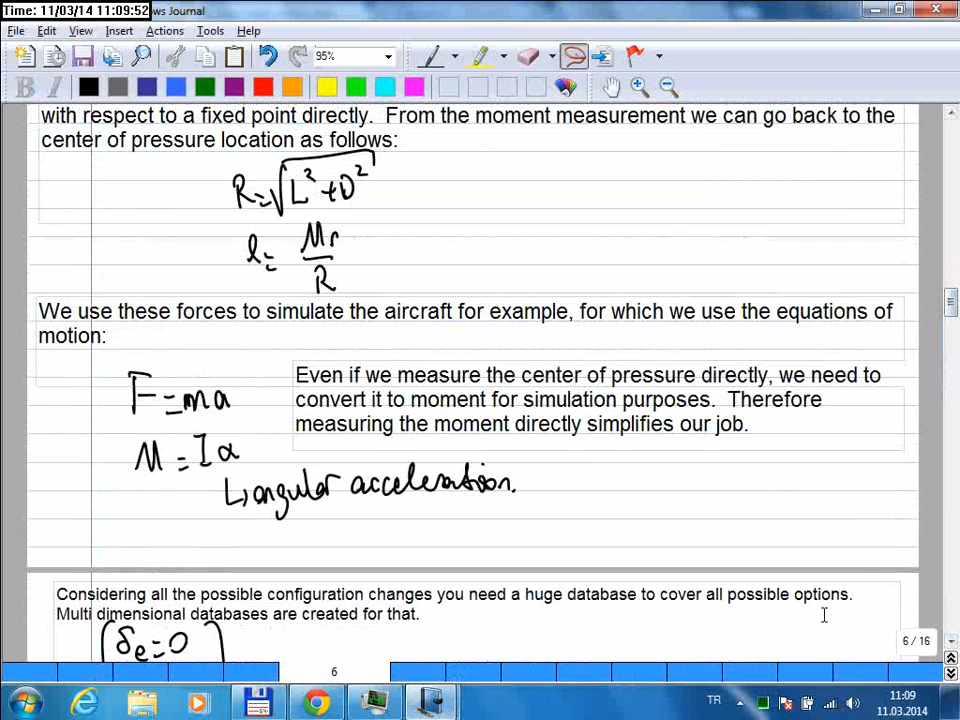 Time: 11/03/14 11:09:52
ws Journal
File Edit View Insert Actions Tools Help
95%
B I
with respect to a fixed point directly. From the moment measurement we can go back to the
center of pressure location as follows:
R=√L²+D²
l= Mr
R
We use these forces to simulate the aircraft for example, for which we use the equations of
motion:
F=ma
Even if we measure the center of pressure directly, we need to
convert it to moment for simulation purposes. Therefore
measuring the moment directly simplifies our job.
M=Iα
↳angular acceleration.
Considering all the possible configuration changes you need a huge database to cover all possible options.
Multi dimensional databases are created for that.
δe=0
6 / 16
6
TR
11:09
11.03.2014